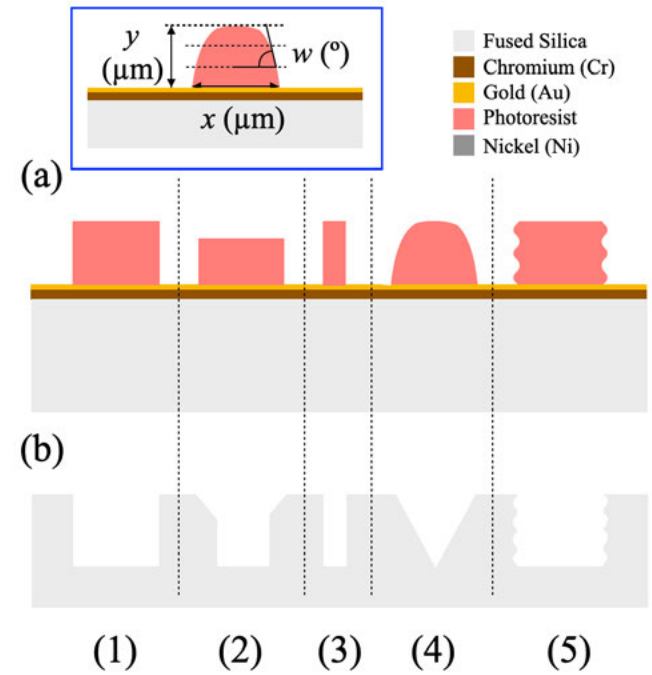 y
(μm)
w (º)
x (μm)
Fused Silica
Chromium (Cr)
Gold (Au)
Photoresist
Nickel (Ni)
(a)
(b)
(1) (2) (3) (4) (5)